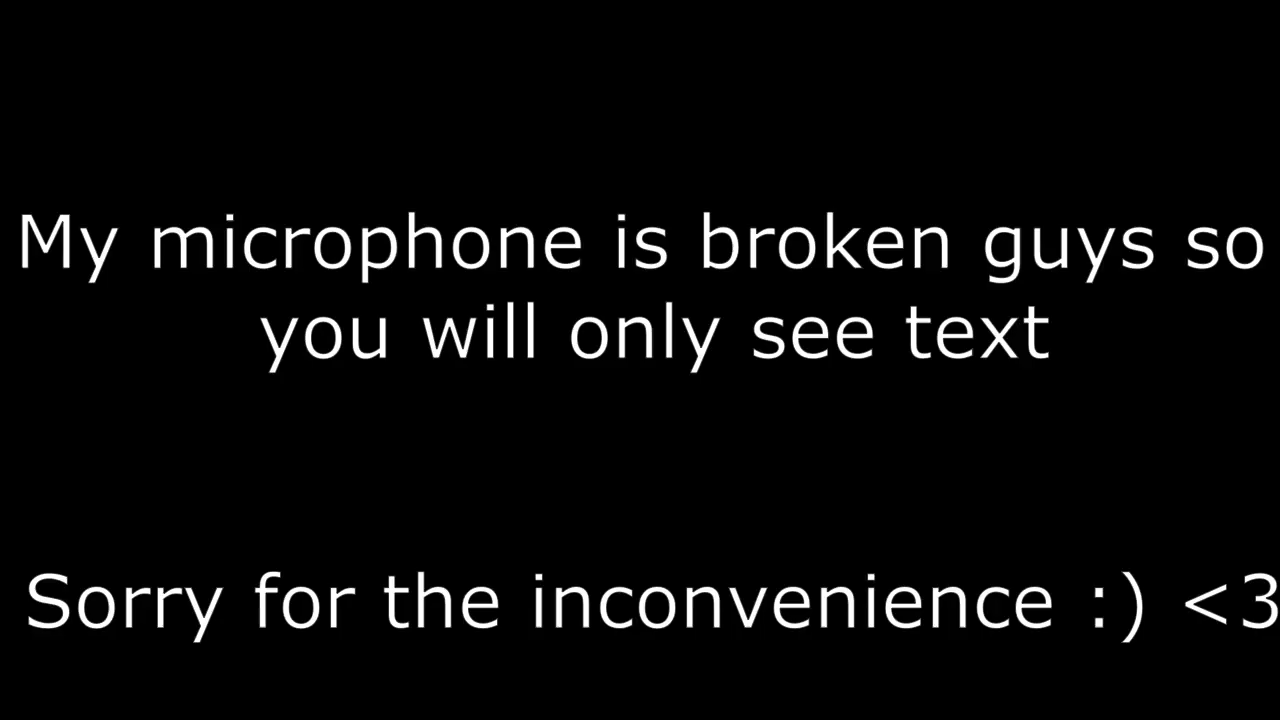 My microphone is broken guys so
you will only see text
Sorry for the inconvenience :) <3